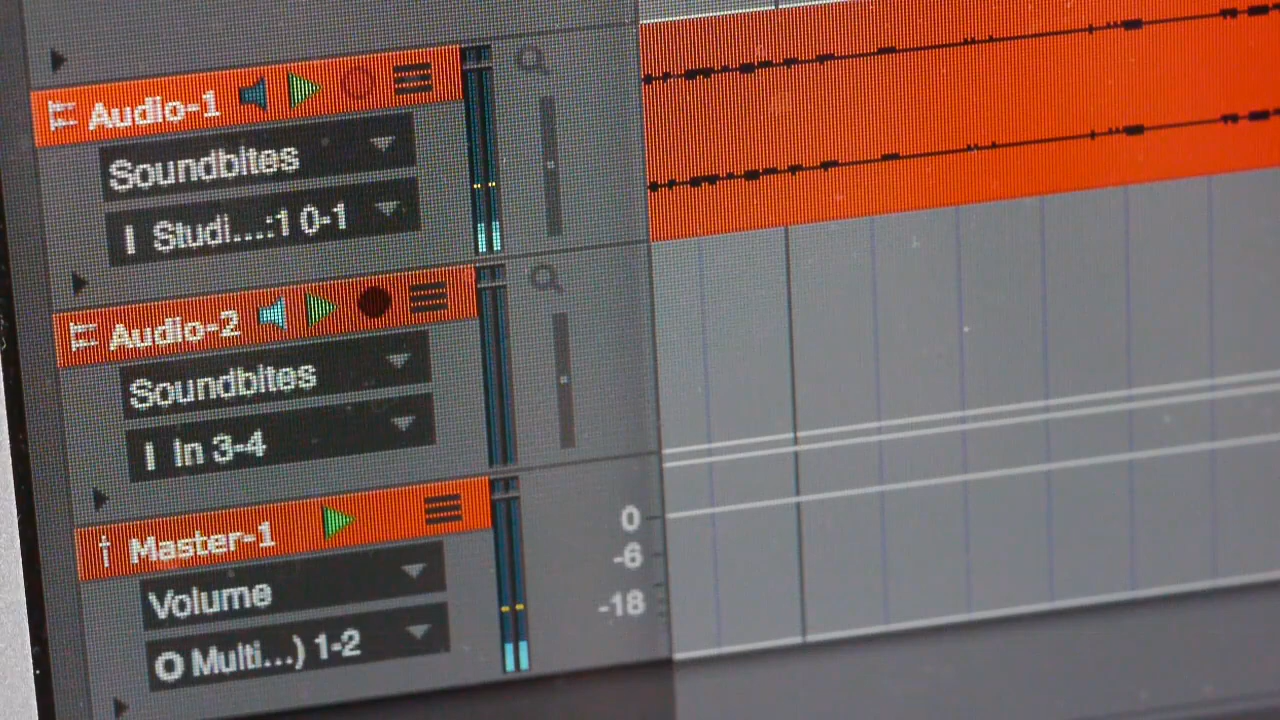 Audio-1
Soundbites
I Studi...:1 0-1
Audio-2
Soundbites
I In 3-4
Master-1
0
-6
-18
Volume
O Multi...) 1-2